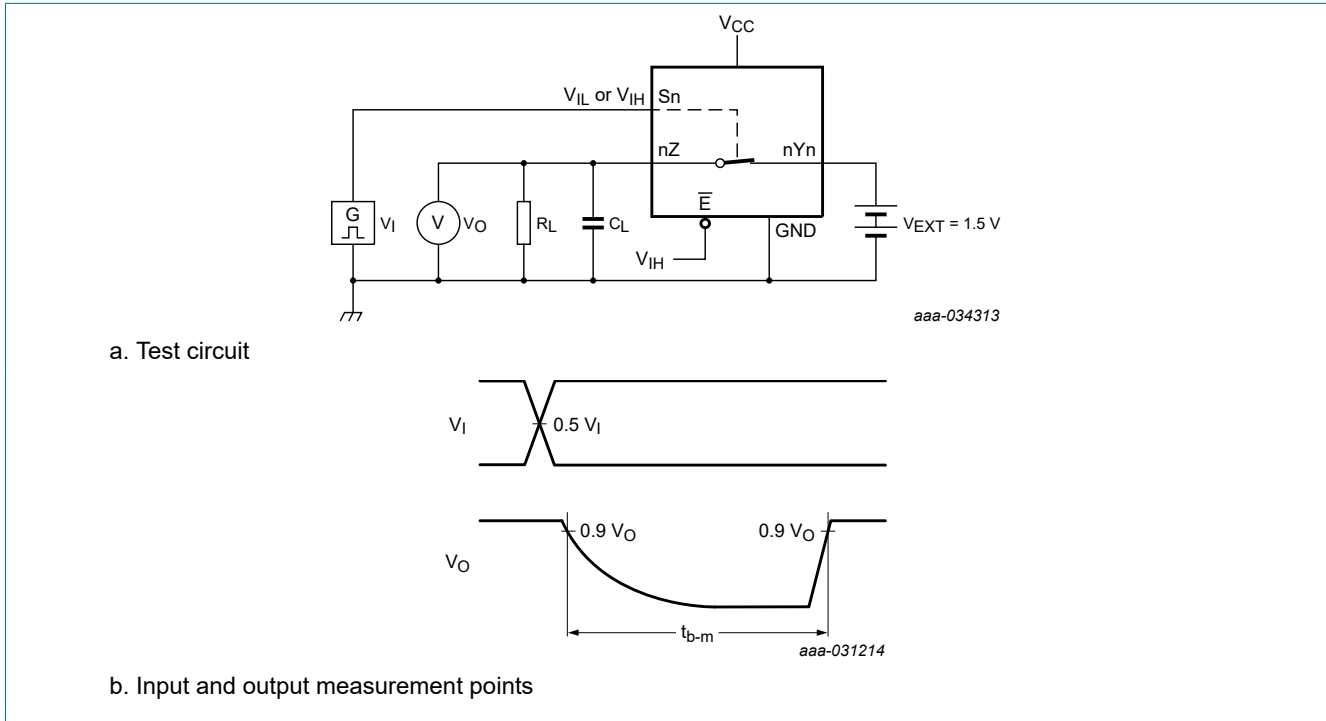 VCC
VIL or VIH
Sn
nZ
nYn
E
G
VI
V
VO
RL
CL
GND
VEXT = 1.5 V
VIH
aaa-034313
a. Test circuit
VI
0.5 VI
0.9 VO
0.9 VO
VO
tb-m
aaa-031214
b. Input and output measurement points